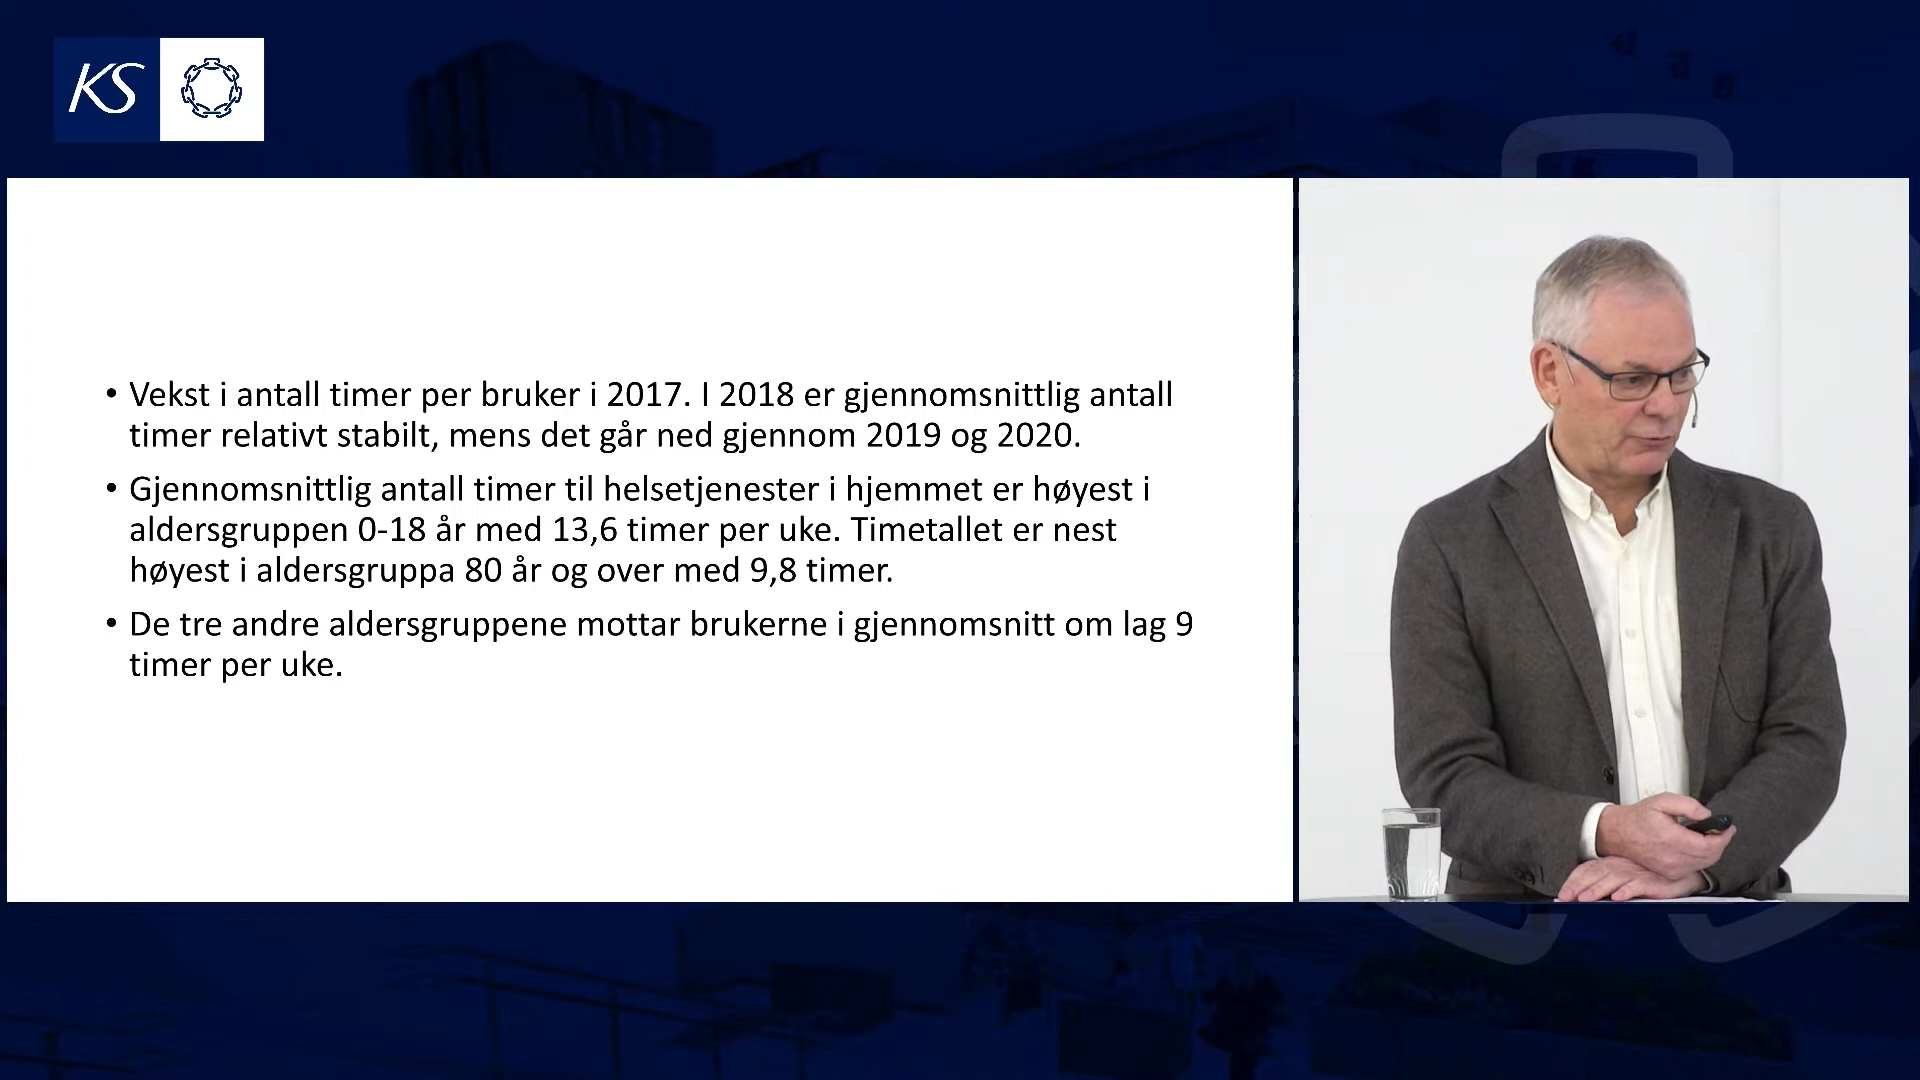 KS
• Vekst i antall timer per bruker i 2017. I 2018 er gjennomsnittlig antall
timer relativt stabilt, mens det går ned gjennom 2019 og 2020.
• Gjennomsnittlig antall timer til helsetjenester i hjemmet er høyest i
aldersgruppen 0-18 år med 13,6 timer per uke. Timetallet er nest
høyest i aldersgruppa 80 år og over med 9,8 timer.
• De tre andre aldersgruppene mottar brukerne i gjennomsnitt om lag 9
timer per uke.